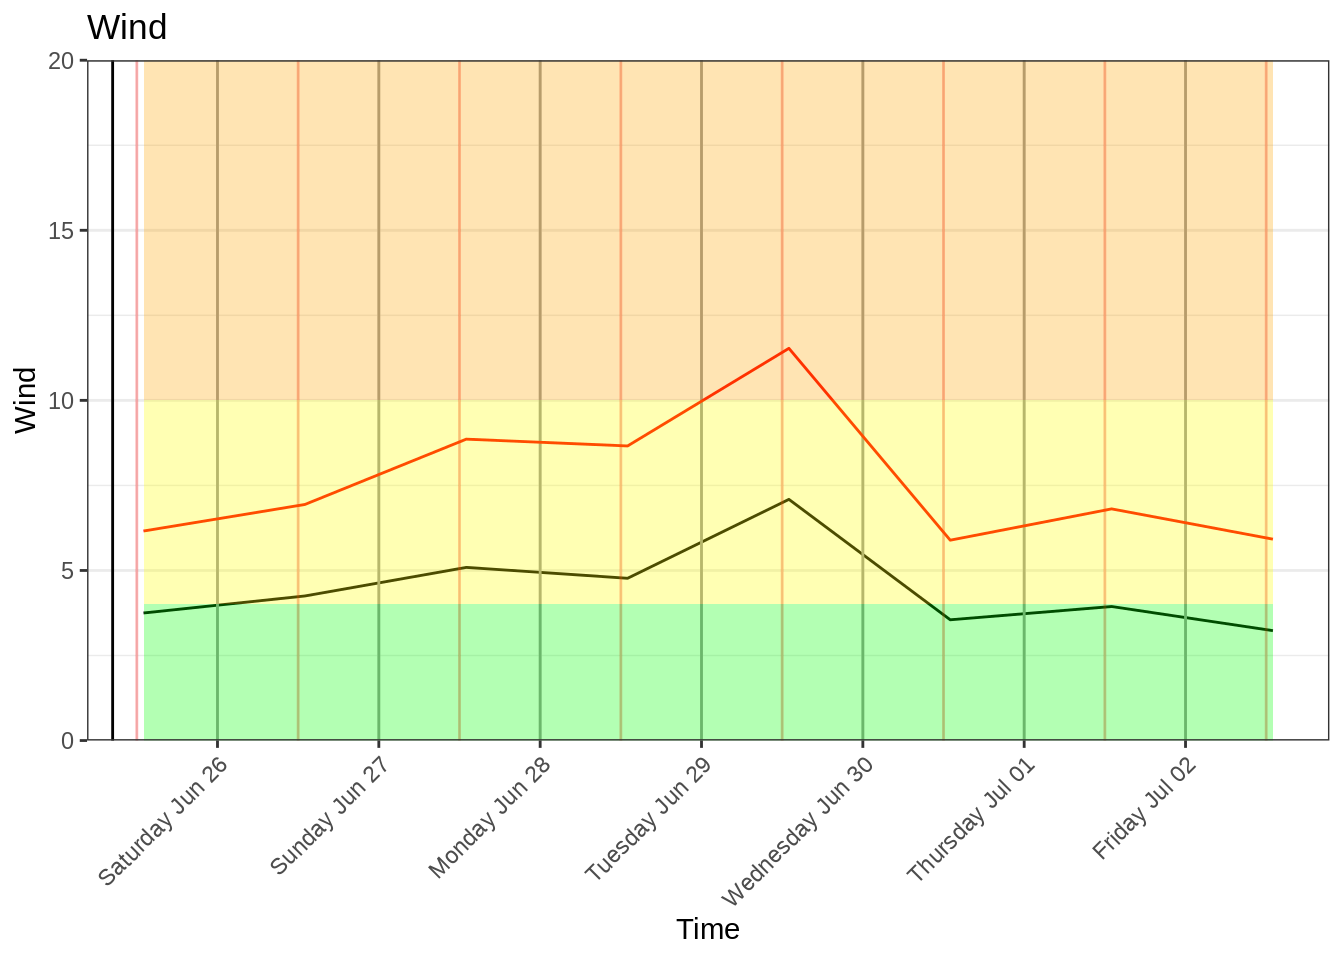 Wind
Wind
20
15
10
5
0
Saturday Jun 26
Sunday Jun 27
Monday Jun 28
Tuesday Jun 29
Wednesday Jun 30
Thursday Jul 01
Friday Jul 02
Time